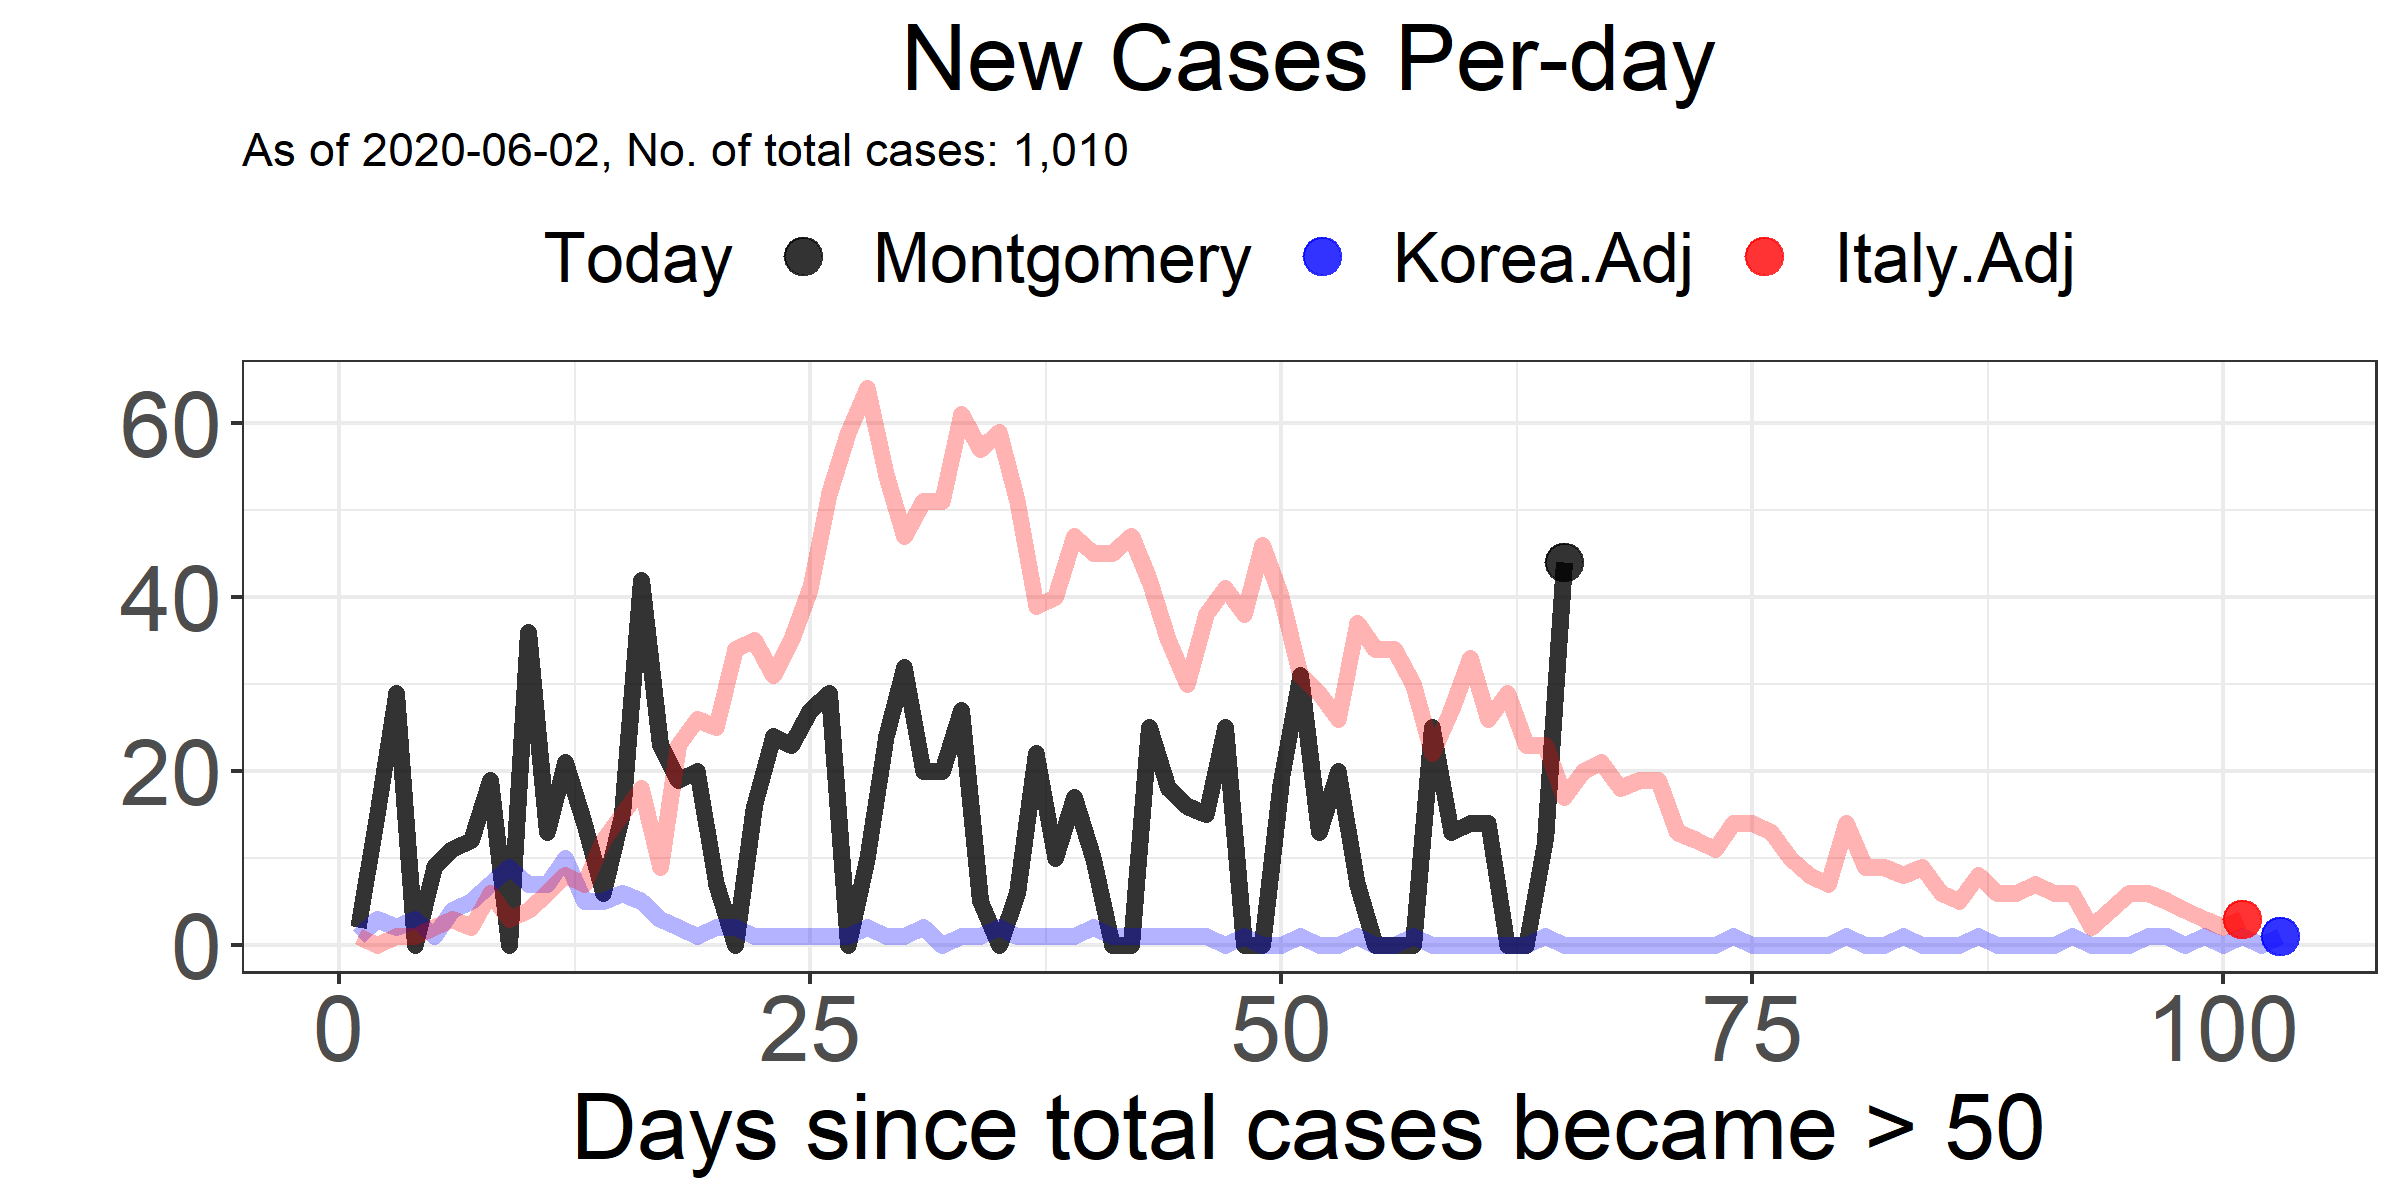 New Cases Per-day
As of 2020-06-02, No. of total cases: 1,010
Today Montgomery Korea.Adj Italy.Adj
60
40
20
0
0 25 50 75 100
Days since total cases became > 50